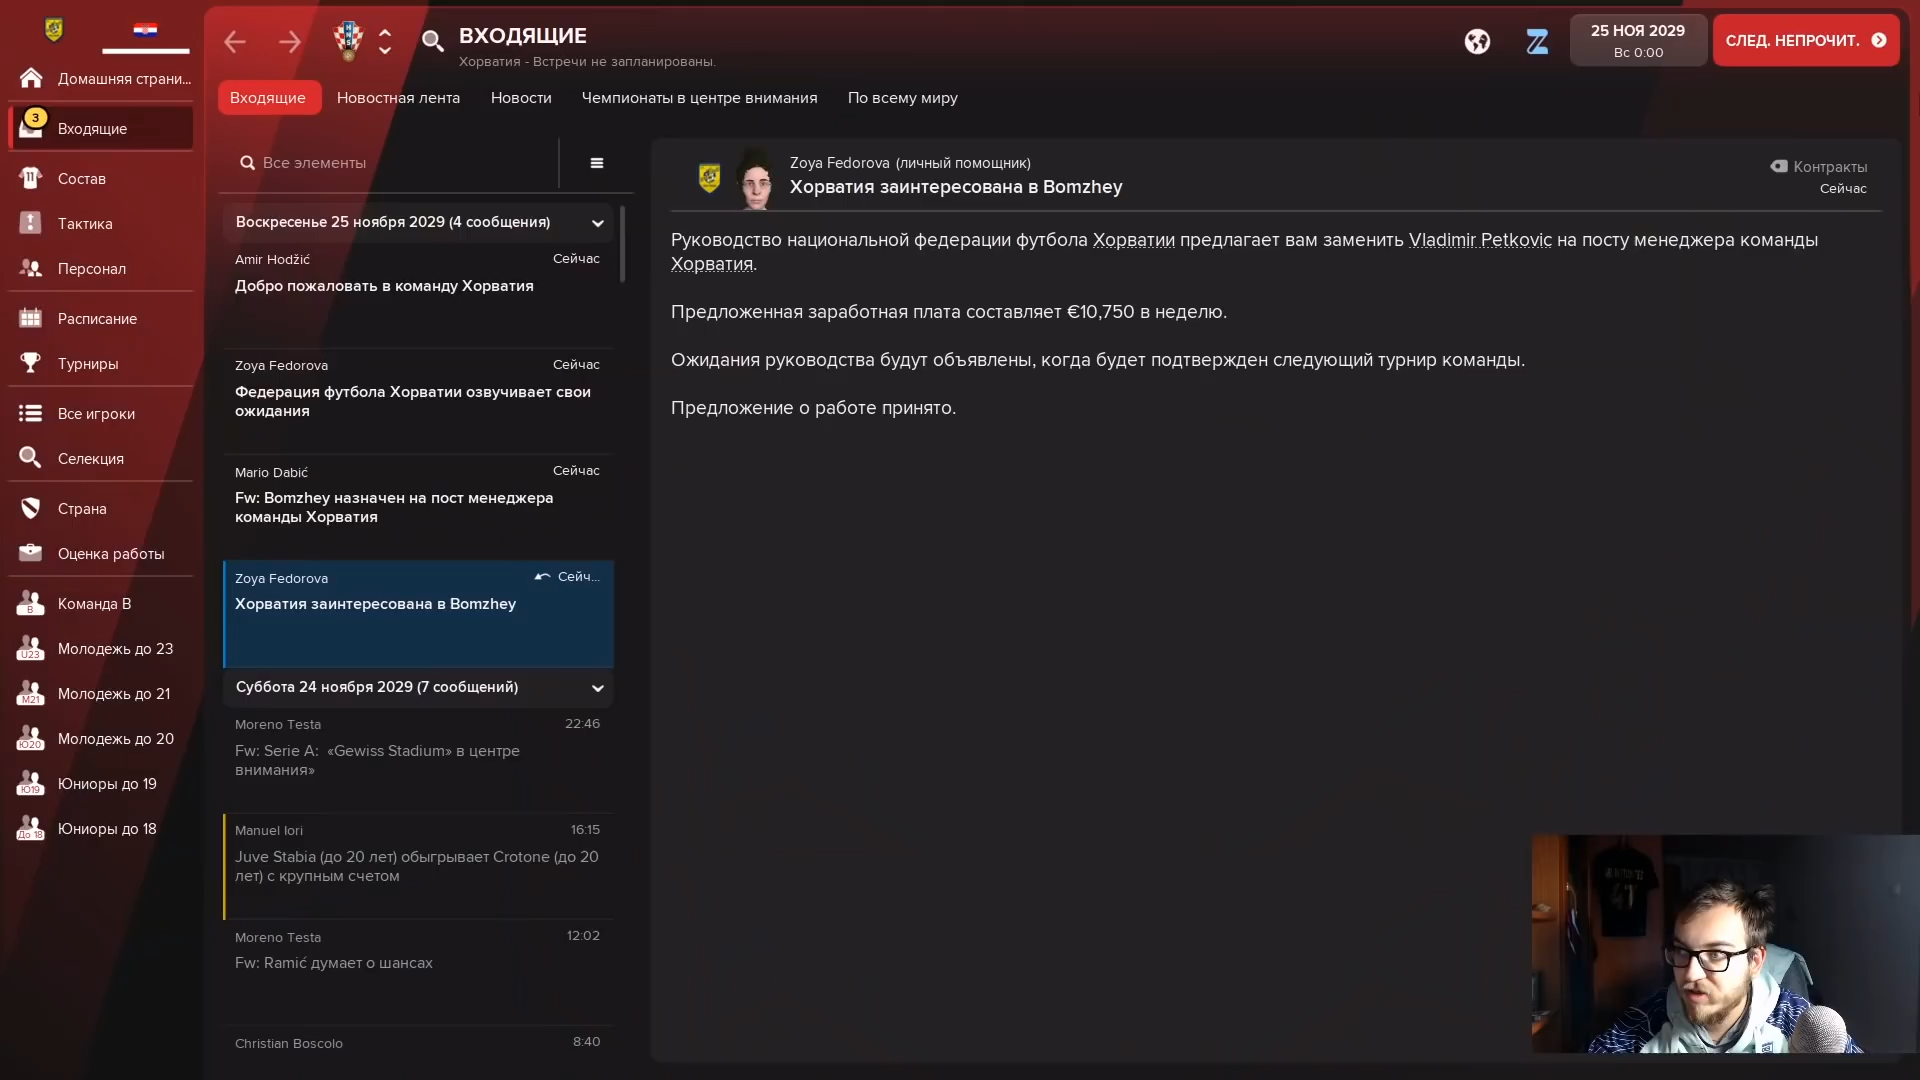 ВХОДЯЩИЕ
Хорватия - Встречи не запланированы.
25 НОЯ 2029
Вс 0:00
СЛЕД. НЕПРОЧИТ.
Домашняя страни...
3
Входящие
Состав
Тактика
Персонал
Расписание
Турниры
Все игроки
Селекция
Страна
Оценка работы
Команда B
Молодежь до 23
Молодежь до 21
Молодежь до 20
Юниоры до 19
Юниоры до 18
11
B
U23
M21
Ю20
Ю19
До 18
Входящие
Новостная лента
Новости
Чемпионаты в центре внимания
По всему миру
Все элементы
Воскресенье 25 ноября 2029 (4 сообщения)
Amir Hodžić
Сейчас
Добро пожаловать в команду Хорватия
Zoya Fedorova
Сейчас
Федерация футбола Хорватии озвучивает свои
ожидания
Mario Dabić
Сейчас
Fw: Bomzhey назначен на пост менеджера
команды Хорватия
Zoya Fedorova
Сейч...
Хорватия заинтересована в Bomzhey
Суббота 24 ноября 2029 (7 сообщений)
Moreno Testa
22:46
Fw: Serie A: «Gewiss Stadium» в центре
внимания»
Manuel Iori
16:15
Juve Stabia (до 20 лет) обыгрывает Crotone (до 20
лет) с крупным счетом
Moreno Testa
12:02
Fw: Ramić думает о шансах
Christian Boscolo
8:40
Zoya Fedorova (личный помощник)
Хорватия заинтересована в Bomzhey
Контракты
Сейчас
Руководство национальной федерации футбола Хорватии предлагает вам заменить Vladimir Petkovic на посту менеджера команды
Хорватия.
Предложенная заработная плата составляет €10,750 в неделю.
Ожидания руководства будут объявлены, когда будет подтвержден следующий турнир команды.
Предложение о работе принято.